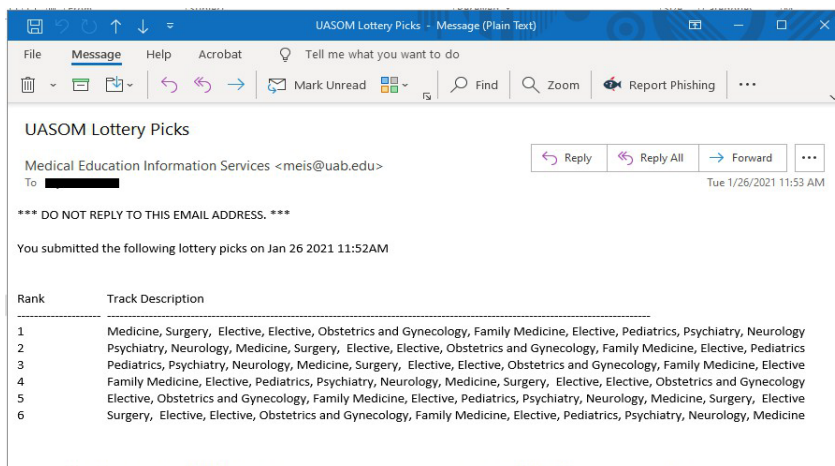 UASOM Lottery Picks - Message (Plain Text)
File Message Help Acrobat Tell me what you want to do
Mark Unread Find Zoom Report Phishing
UASOM Lottery Picks
Medical Education Information Services <meis@uab.edu>
Reply Reply All Forward
To
Tue 1/26/2021 11:53 AM
*** DO NOT REPLY TO THIS EMAIL ADDRESS. ***
You submitted the following lottery picks on Jan 26 2021 11:52AM
Rank Track Description
1 Medicine, Surgery, Elective, Elective, Obstetrics and Gynecology, Family Medicine, Elective, Pediatrics, Psychiatry, Neurology
2 Psychiatry, Neurology, Medicine, Surgery, Elective, Elective, Obstetrics and Gynecology, Family Medicine, Elective, Pediatrics
3 Pediatrics, Psychiatry, Neurology, Medicine, Surgery, Elective, Elective, Obstetrics and Gynecology, Family Medicine, Elective
4 Family Medicine, Elective, Pediatrics, Psychiatry, Neurology, Medicine, Surgery, Elective, Elective, Obstetrics and Gynecology
5 Elective, Obstetrics and Gynecology, Family Medicine, Elective, Pediatrics, Psychiatry, Neurology, Medicine, Surgery, Elective
6 Surgery, Elective, Elective, Obstetrics and Gynecology, Family Medicine, Elective, Pediatrics, Psychiatry, Neurology, Medicine